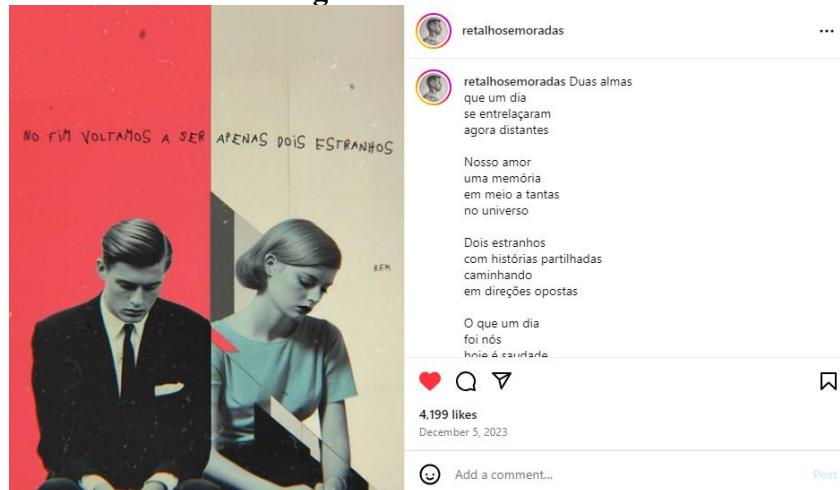 NO FIM VOLTAMOS A SER APENAS DOIS ESTRANHOS
REM
retalhosemoradas
retalhosemoradas Duas almas
que um dia
se entrelaçaram
agora distantes
Nosso amor
uma memória
em meio a tantas
no universo
Dois estranhos
com histórias partilhadas
caminhando
em direções opostas
O que um dia
foi nós
hoje é saudade
4,199 likes
December 5, 2023
Add a comment...
Post